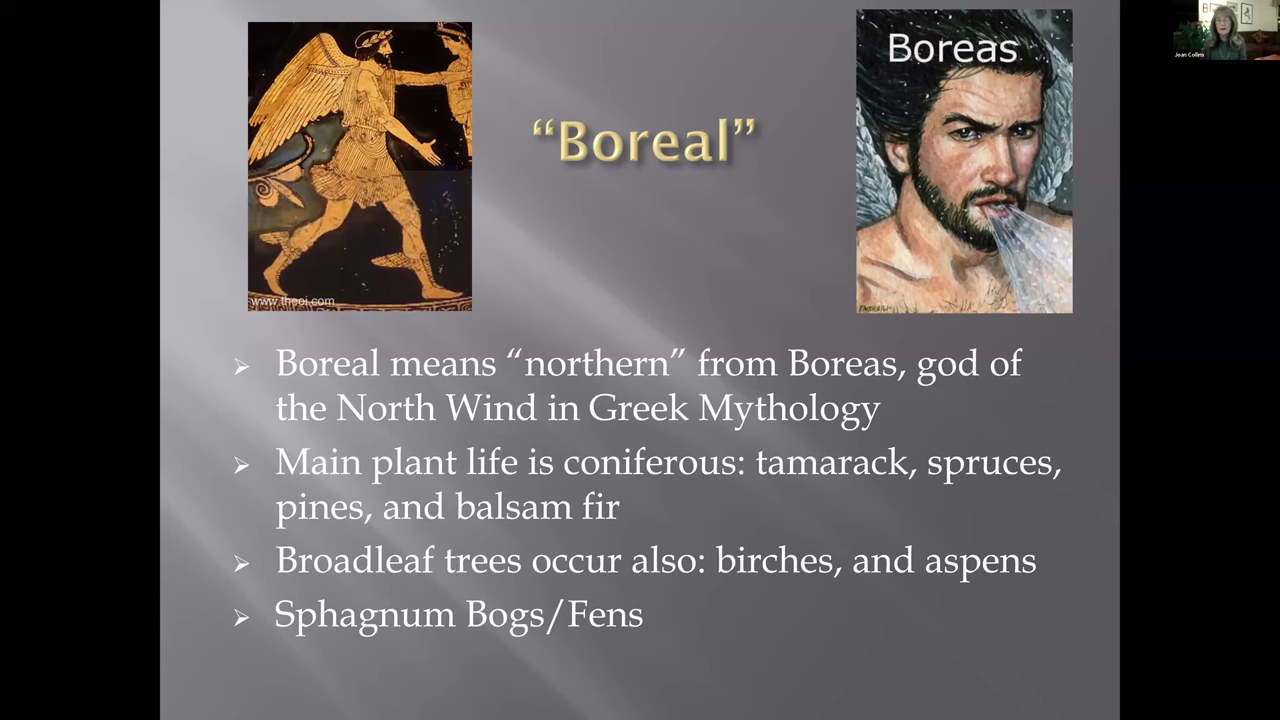 Boreas
Joan Collins
“Boreal”
www.theoi.com
Boreal means “northern” from Boreas, god of
the North Wind in Greek Mythology
Main plant life is coniferous: tamarack, spruces,
pines, and balsam fir
Broadleaf trees occur also: birches, and aspens
Sphagnum Bogs/Fens